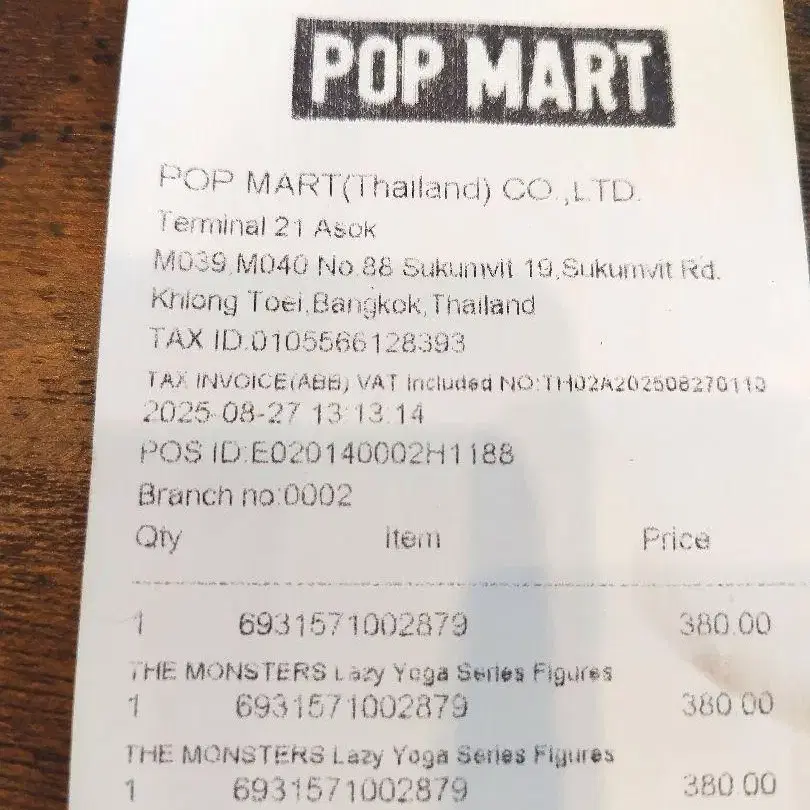 POP MART
POP MART(Thailand) CO.,LTD.
Terminal 21 Asok
M039,M040 No.88 Sukumvit 19,Sukumvit Rd.
Khlong Toei,Bangkok,Thailand
TAX ID:0105566128393
TAX INVOICE(ABB) VAT Included NO:TH02A202508270110
2025-08-27 13:13:14
POS ID:E020140002H1188
Branch no:0002
Qty Item Price
1 6931571002879 380.00
THE MONSTERS Lazy Yoga Series Figures
1 6931571002879 380.00
THE MONSTERS Lazy Yoga Series Figures
1 6931571002879 380.00